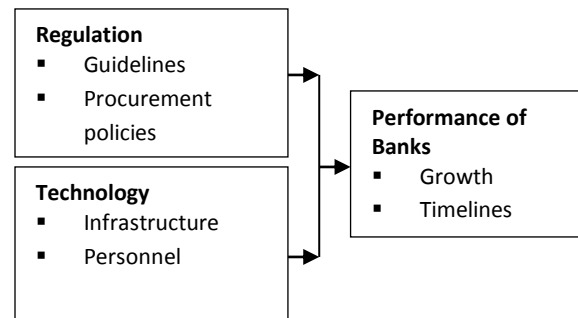 Regulation
▪ Guidelines
▪ Procurement
policies
Technology
▪ Infrastructure
▪ Personnel
Performance of
Banks
▪ Growth
▪ Timelines